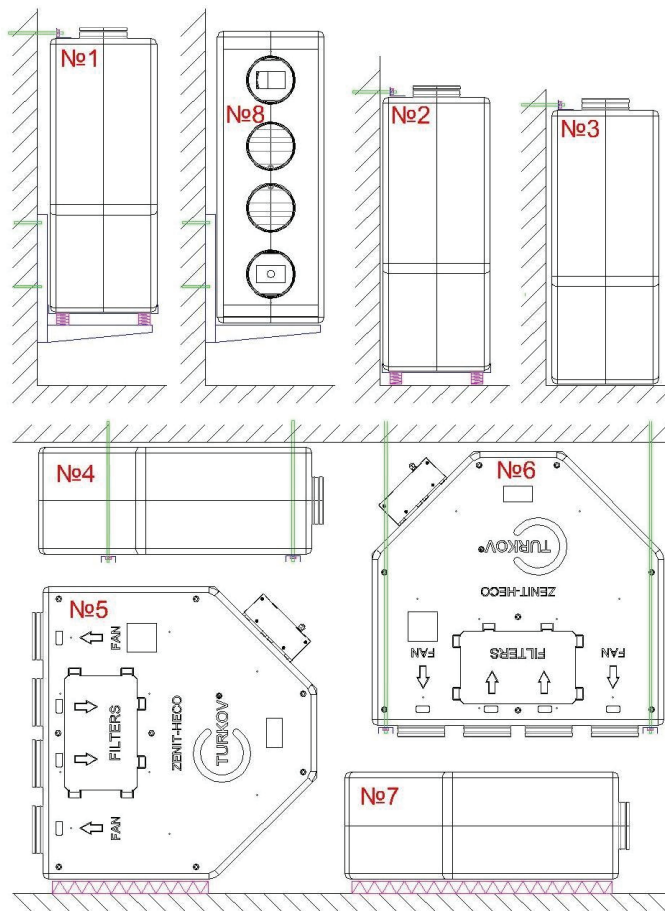 №1
№8
№2
№3
№4
№6
TURKOV®
ZENIT-HECO
FAN
FILTERS
FAN
№5
FAN
FILTERS
ZENIT-HECO
TURKOV®
FAN
№7